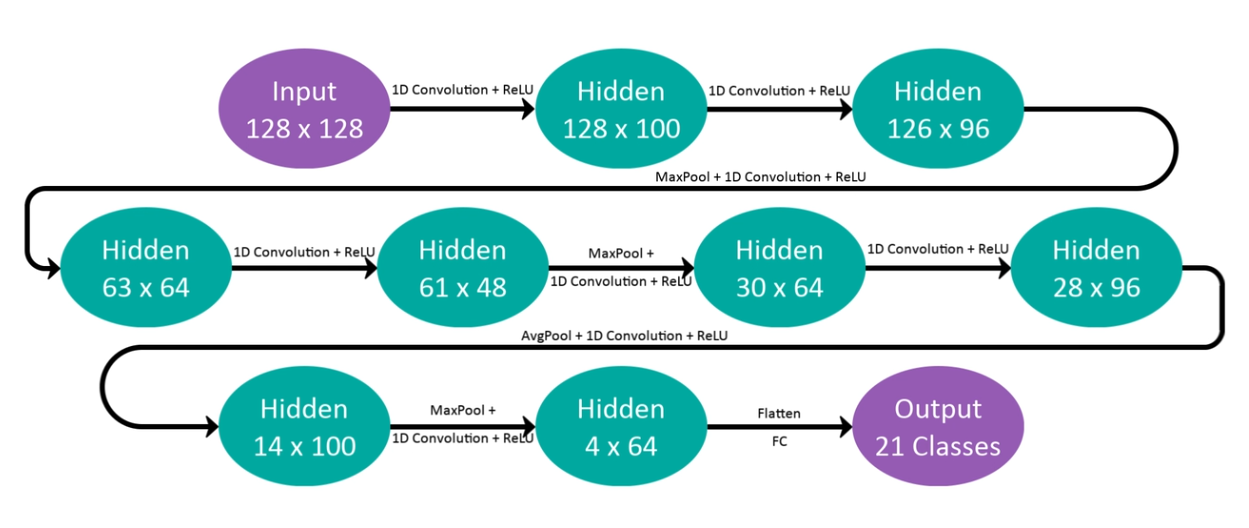 Input
128 x 128
1D Convolution + ReLU
Hidden
128 x 100
1D Convolution + ReLU
Hidden
126 x 96
MaxPool + 1D Convolution + ReLU
Hidden
63 x 64
1D Convolution + ReLU
Hidden
61 x 48
MaxPool +
1D Convolution + ReLU
Hidden
30 x 64
1D Convolution + ReLU
Hidden
28 x 96
AvgPool + 1D Convolution + ReLU
Hidden
14 x 100
MaxPool +
1D Convolution + ReLU
Hidden
4 x 64
Flatten
FC
Output
21 Classes